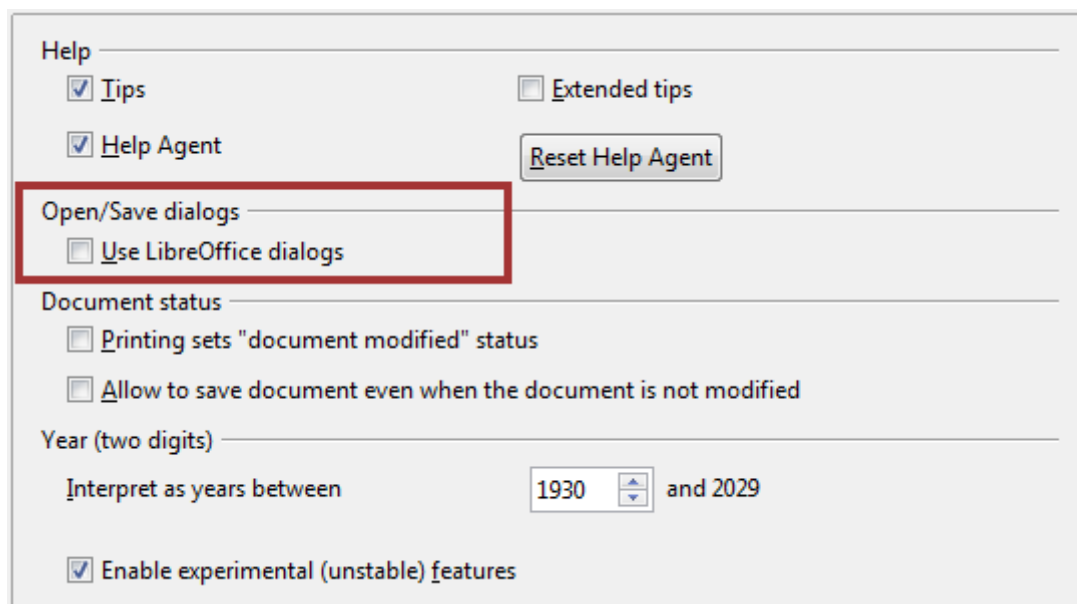 Help
Tips
Extended tips
Help Agent
Reset Help Agent
Open/Save dialogs
Use LibreOffice dialogs
Document status
Printing sets "document modified" status
Allow to save document even when the document is not modified
Year (two digits)
Interpret as years between 1930 and 2029
Enable experimental (unstable) features